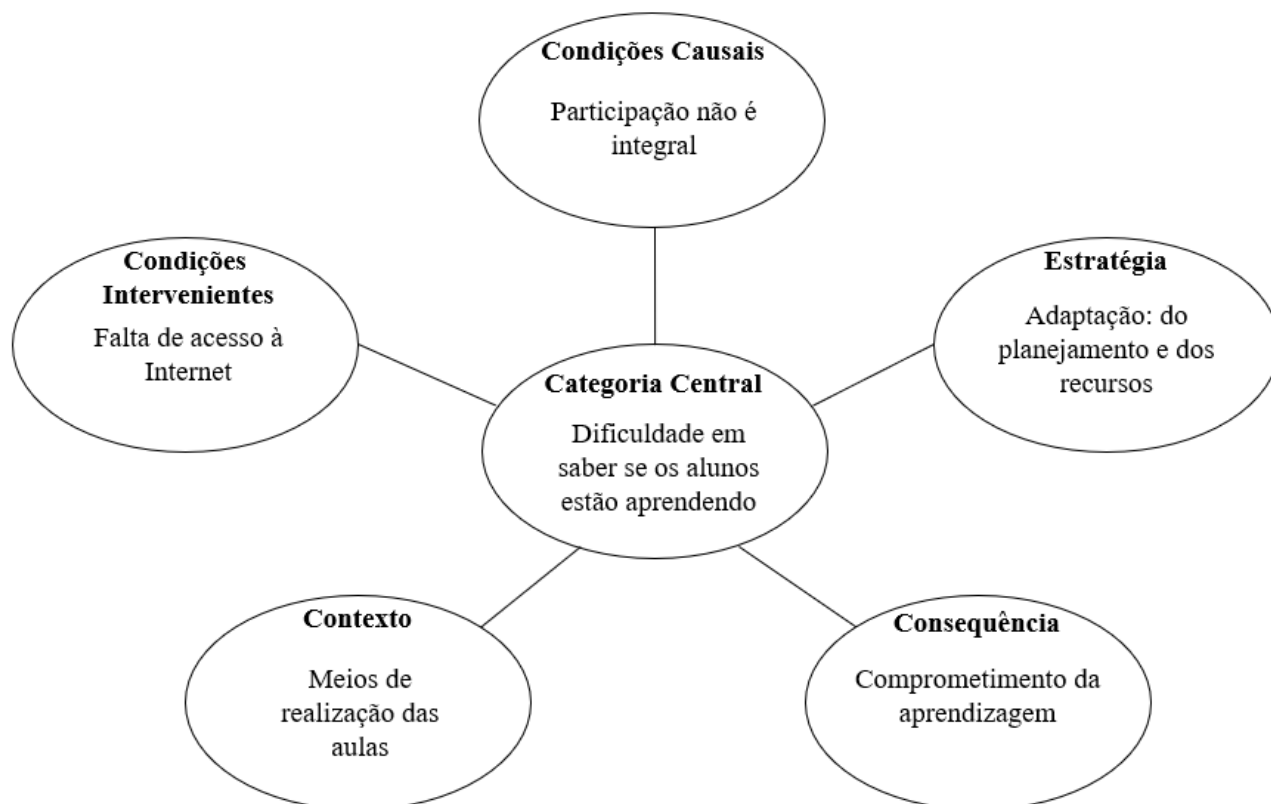 Condições Causais
Participação não é
integral
Condições
Intervenientes
Falta de acesso à
Internet
Estratégia
Adaptação: do
planejamento e dos
recursos
Categoria Central
Dificuldade em
saber se os alunos
estão aprendendo
Contexto
Meios de
realização das
aulas
Consequência
Comprometimento da
aprendizagem